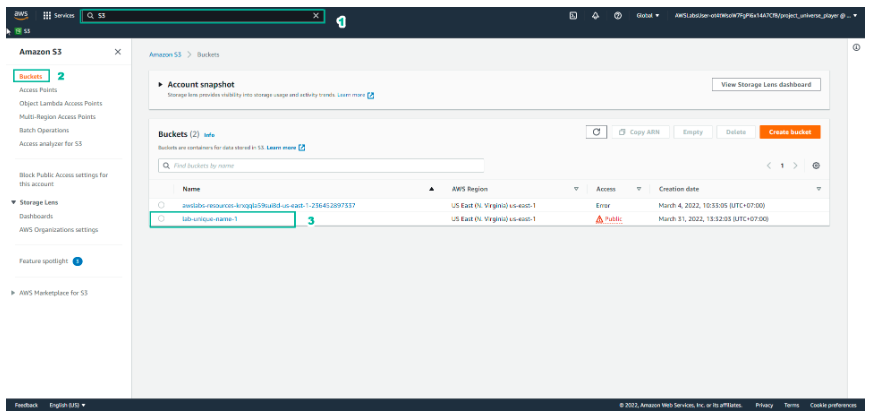 aws Services S3 1 Global AWSLabsUser-ot4tWsoW7FgPi6x14A7Cf9/project_universe_player @ ...
S3
Amazon S3
Buckets 2
Access Points
Object Lambda Access Points
Multi-Region Access Points
Batch Operations
Access analyzer for S3
Block Public Access settings for this account
Storage Lens
Dashboards
AWS Organizations settings
Feature spotlight 3
AWS Marketplace for S3
Amazon S3 > Buckets
Account snapshot
Storage lens provides visibility into storage usage and activity trends. Learn more
View Storage Lens dashboard
Buckets (2) Info
Buckets are containers for data stored in S3. Learn more
Copy ARN Empty Delete Create bucket
Find buckets by name
1
Name AWS Region Access Creation date
awslabs-resources-krxqqla59sui8d-us-east-1-236452897337 US East (N. Virginia) us-east-1 Error March 4, 2022, 10:33:05 (UTC+07:00)
lab-unique-name-1 3 US East (N. Virginia) us-east-1 Public March 31, 2022, 13:52:03 (UTC+07:00)
Feedback English (US) © 2022, Amazon Web Services, Inc. or its affiliates. Privacy Terms Cookie preferences